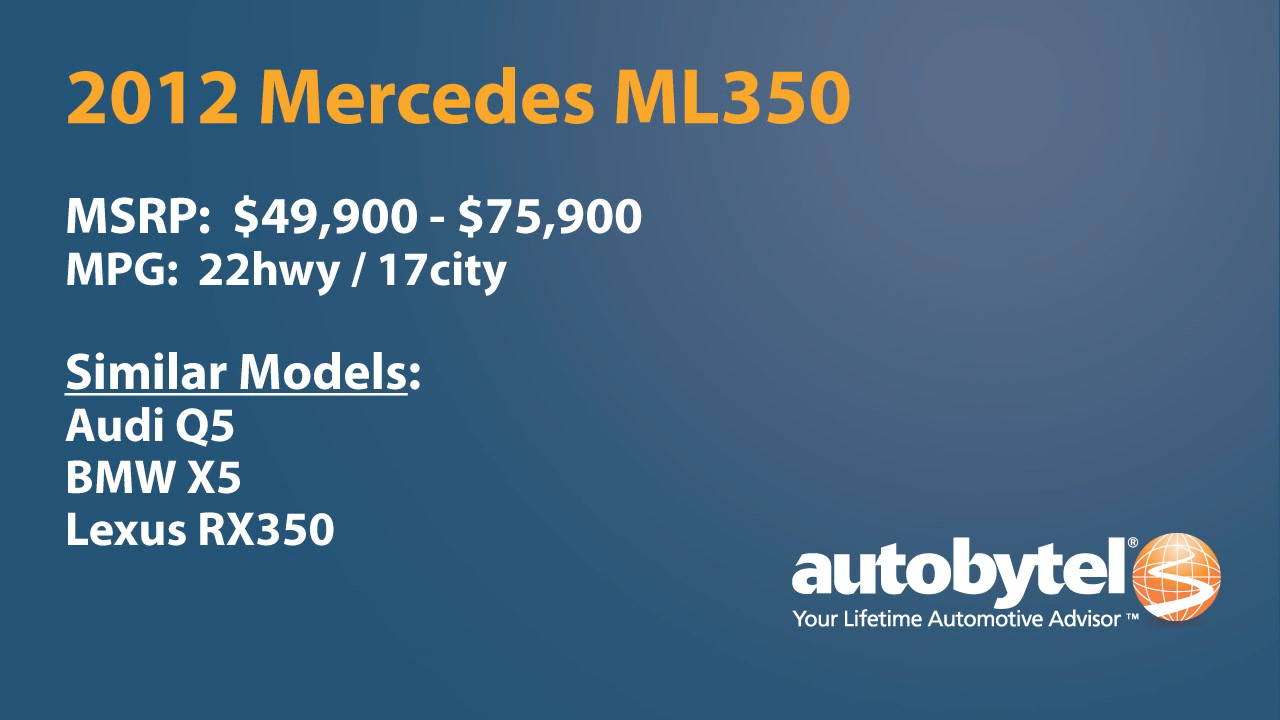 2012 Mercedes ML350
MSRP: $49,900 - $75,900
MPG: 22hwy / 17city
Similar Models:
Audi Q5
BMW X5
Lexus RX350
autobytel®
Your Lifetime Automotive Advisor™